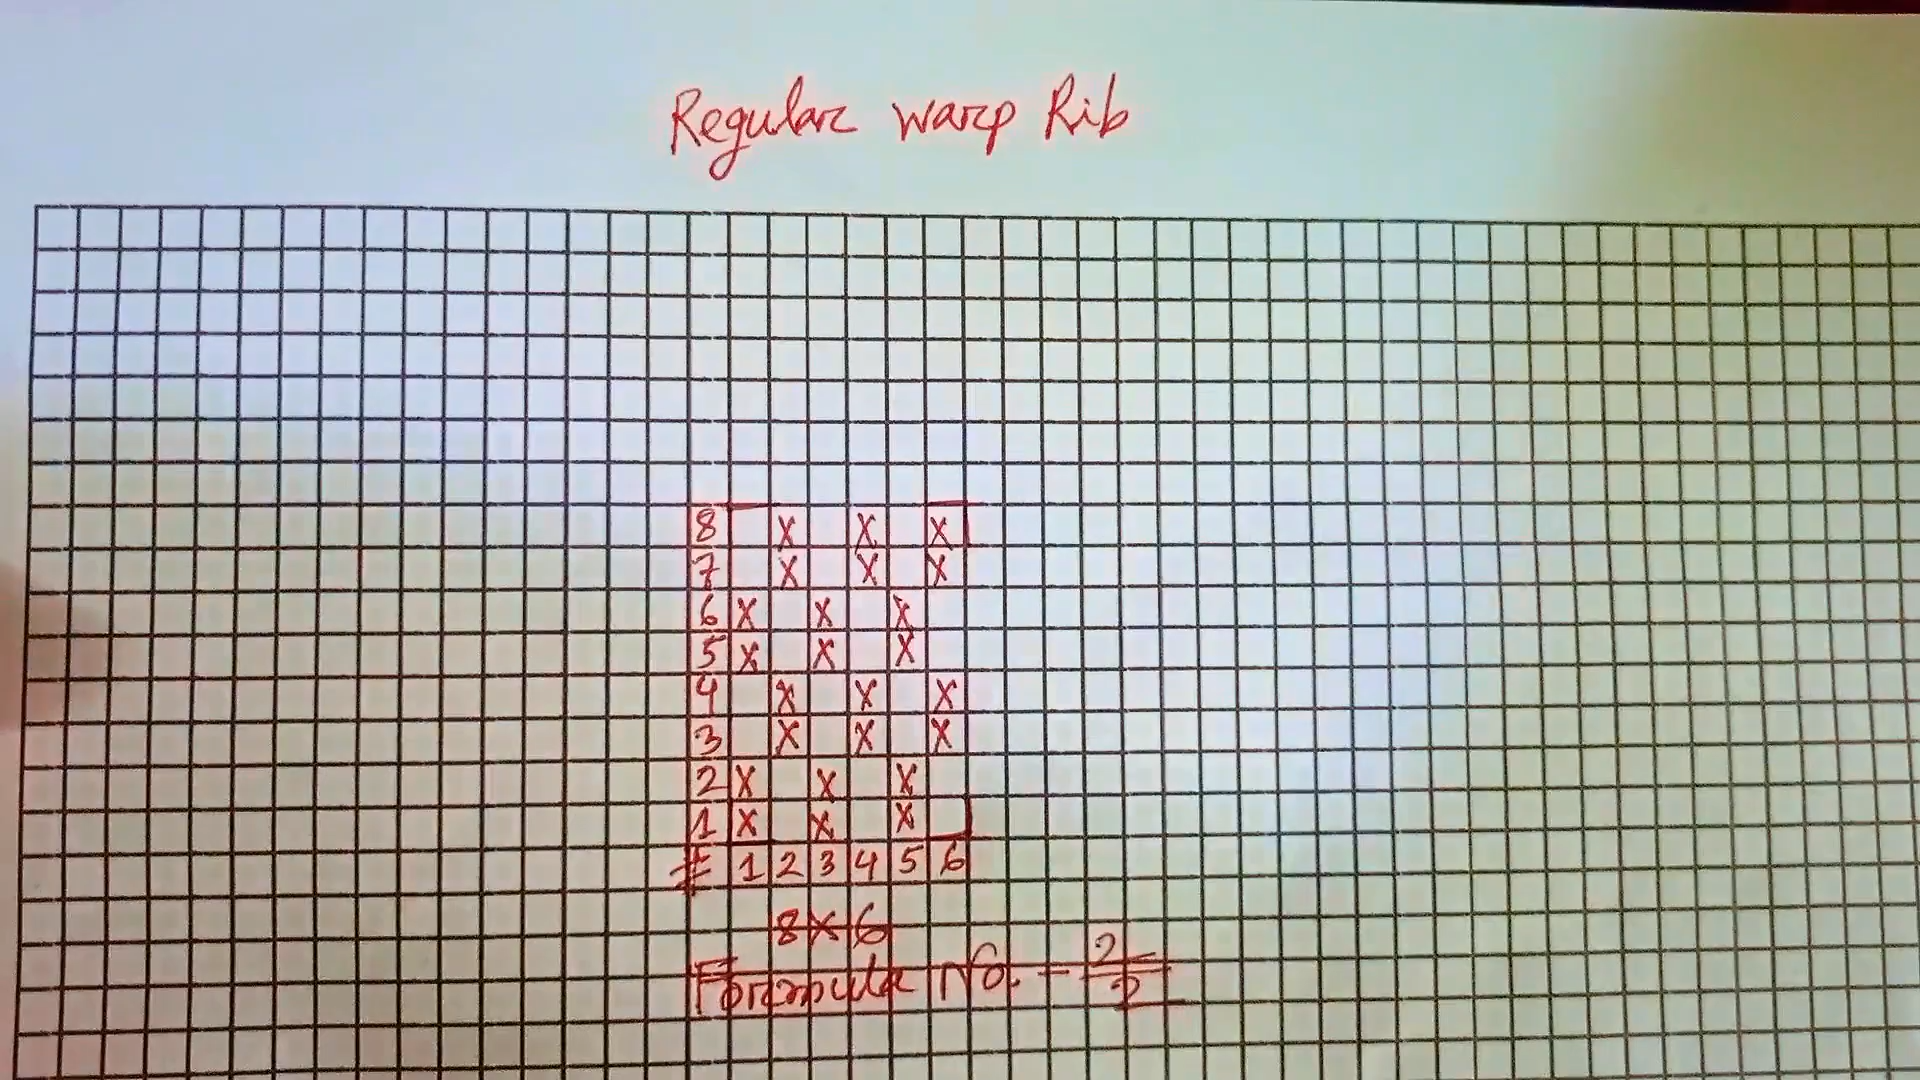 Regular warp Rib
8 X X X
7 X X X
6 X X X
5 X X X
4 X X X
3 X X X
2 X X X
1 X X X
# 1 2 3 4 5 6
8 X 6
Formula No. - 2/2